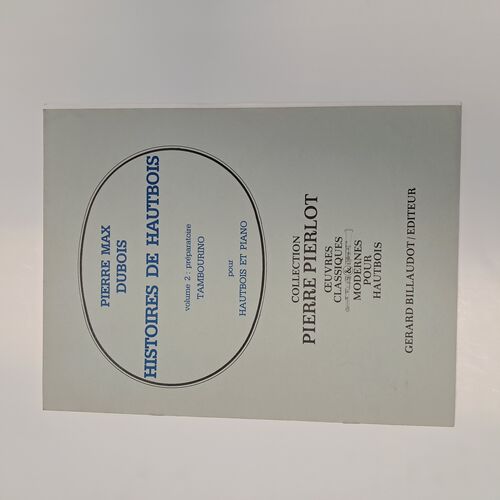 PIERRE MAX
DUBOIS
HISTOIRES DE HAUTBOIS
volume 2 : préparatoire
TAMBOURINO
pour
HAUTBOIS ET PIANO
COLLECTION
PIERRE PIERLOT
ŒUVRES
CLASSIQUES
&
MODERNES
POUR
HAUTBOIS
GERARD BILLAUDOT / EDITEUR